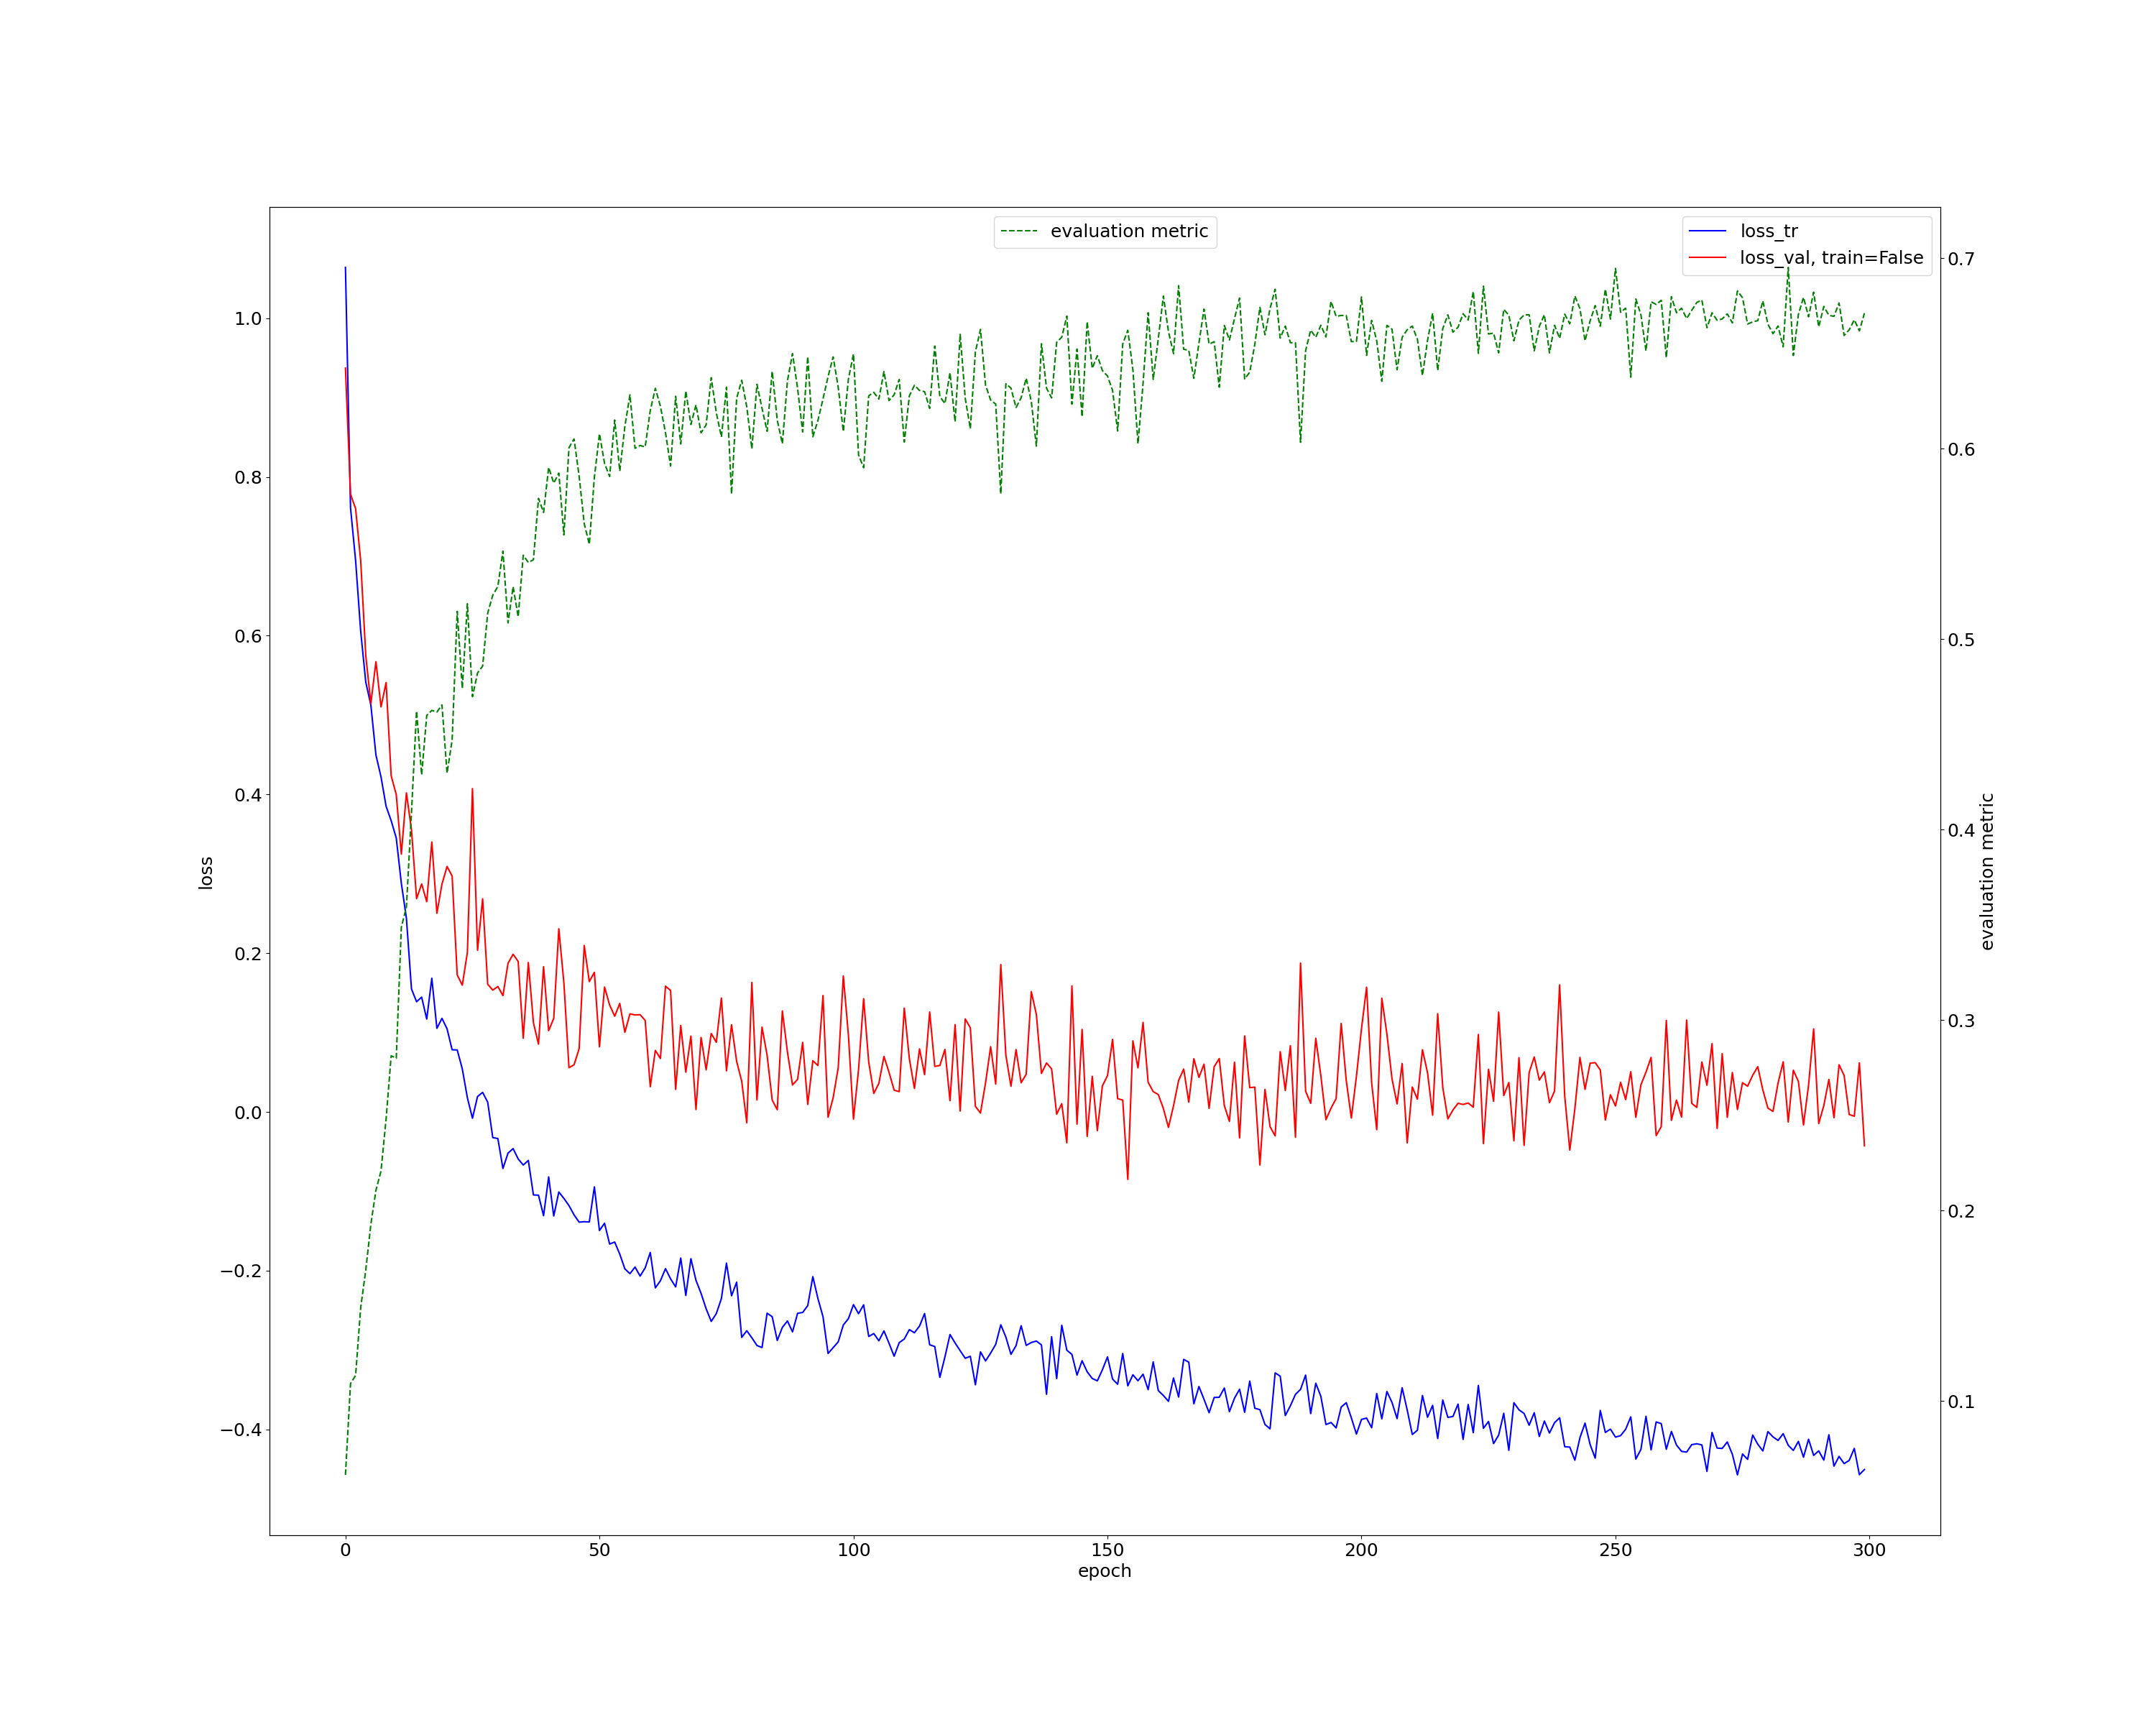 evaluation metric
loss_tr
loss_val, train=False
1.0
0.8
0.6
0.4
0.2
0.0
−0.2
−0.4
loss
0.7
0.6
0.5
0.4
0.3
0.2
0.1
evaluation metric
0 50 100 150 200 250 300
epoch